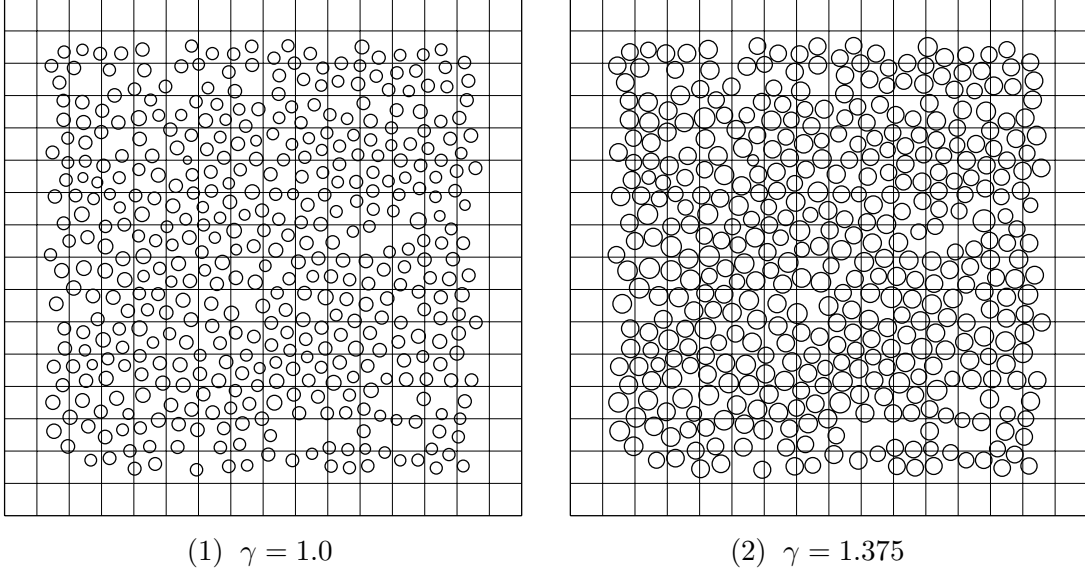 (1) γ = 1.0
(2) γ = 1.375